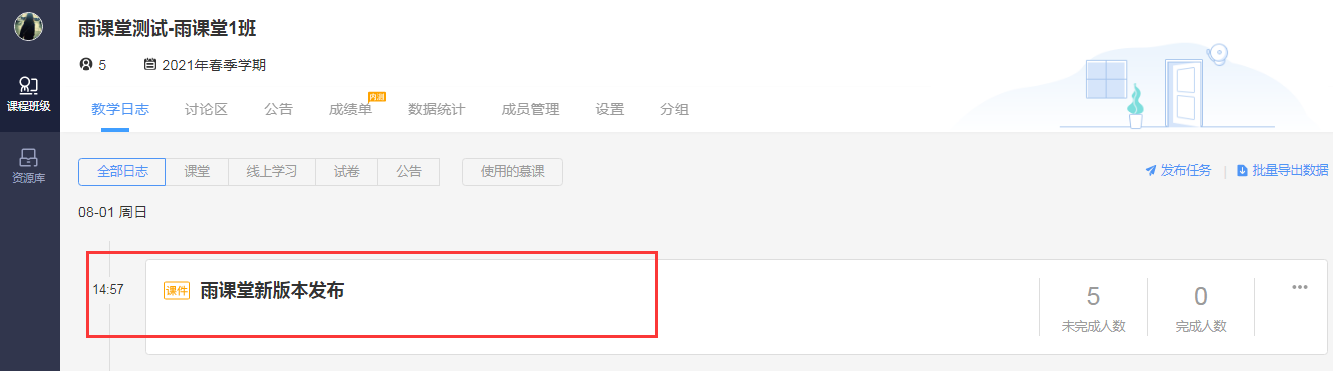 雨课堂测试-雨课堂1班
5 2021年春季学期
课程班级
教学日志 讨论区 公告 成绩单 内测 数据统计 成员管理 设置 分组
资源库
全部日志 课堂 线上学习 试卷 公告 使用的慕课 发布任务 批量导出数据
08-01 周日
14:57 课件 雨课堂新版本发布 5 0
未完成人数 完成人数